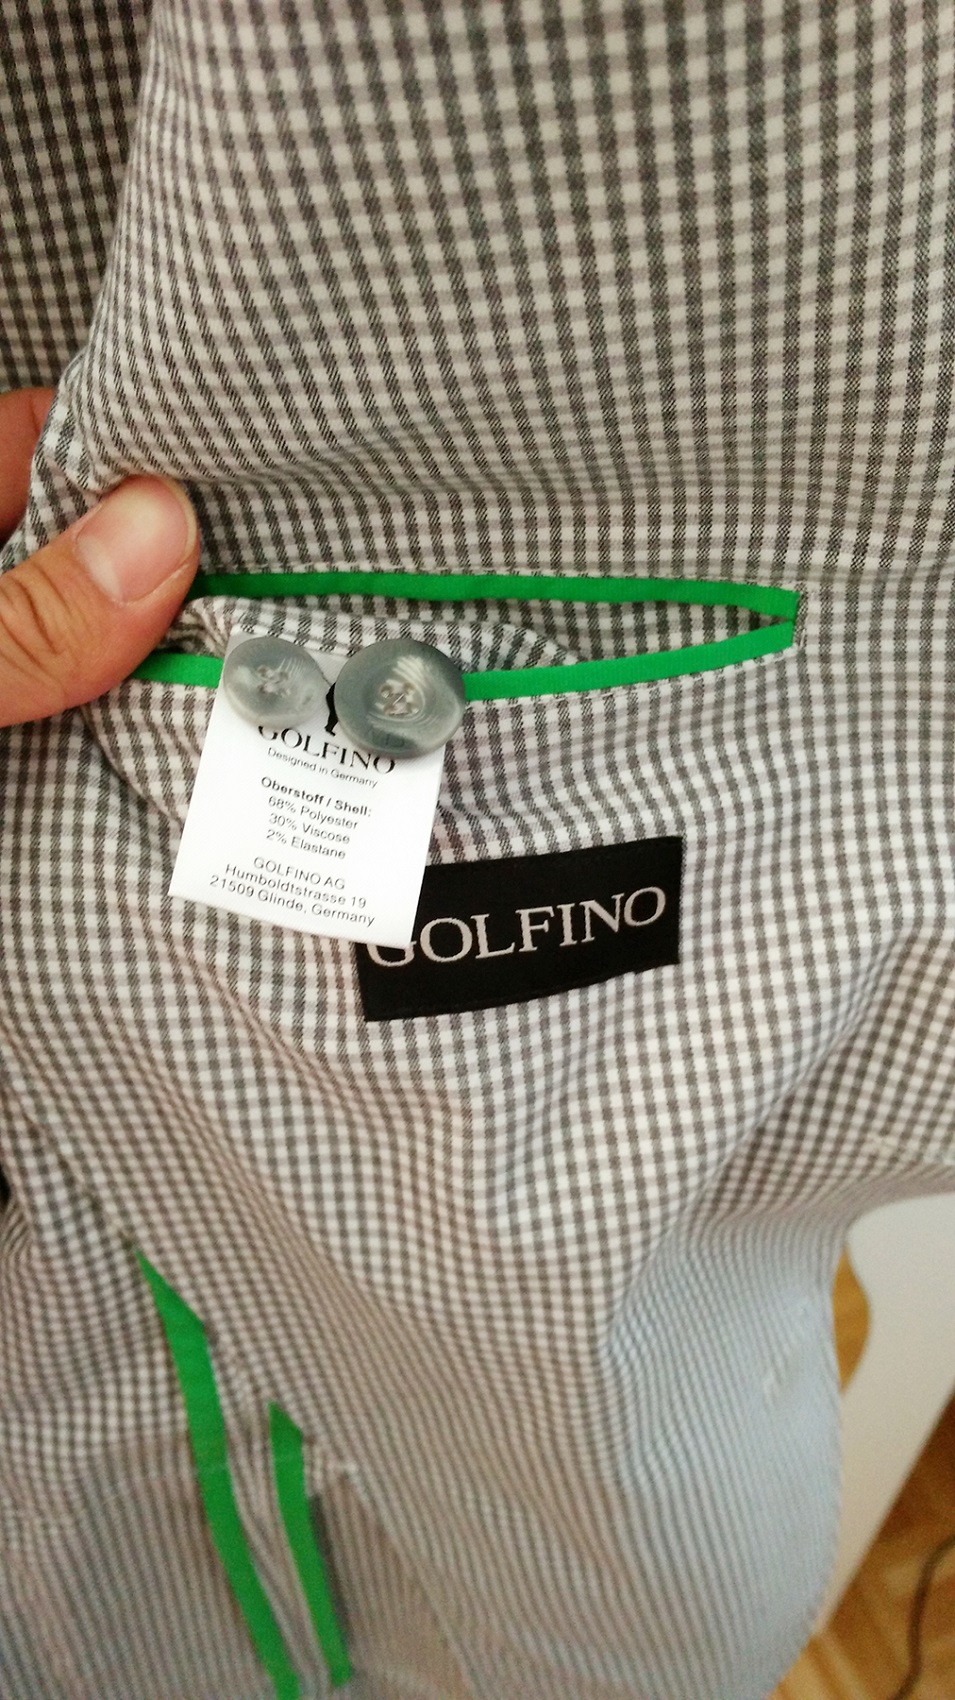 GOLFINO
Designed in Germany
Oberstoff / Shell:
68% Polyester
30% Viscose
2% Elastane
GOLFINO AG
Humboldtstrasse 19
21509 Glinde, Germany
GOLFINO